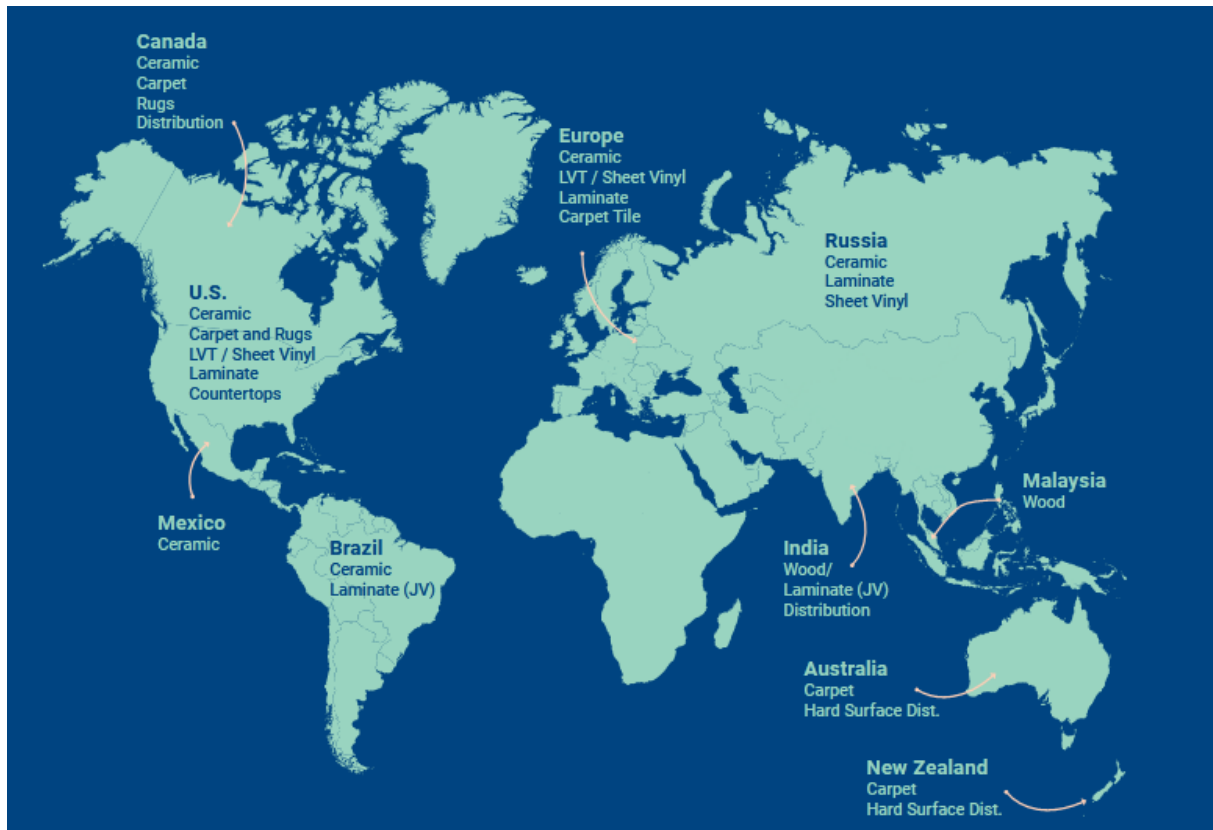 Canada
Ceramic
Carpet
Rugs
Distribution
Europe
Ceramic
LVT / Sheet Vinyl
Laminate
Carpet Tile
Russia
Ceramic
Laminate
Sheet Vinyl
U.S.
Ceramic
Carpet and Rugs
LVT / Sheet Vinyl
Laminate
Countertops
Malaysia
Wood
Mexico
Ceramic
Brazil
Ceramic
Laminate (JV)
India
Wood/
Laminate (JV)
Distribution
Australia
Carpet
Hard Surface Dist.
New Zealand
Carpet
Hard Surface Dist.